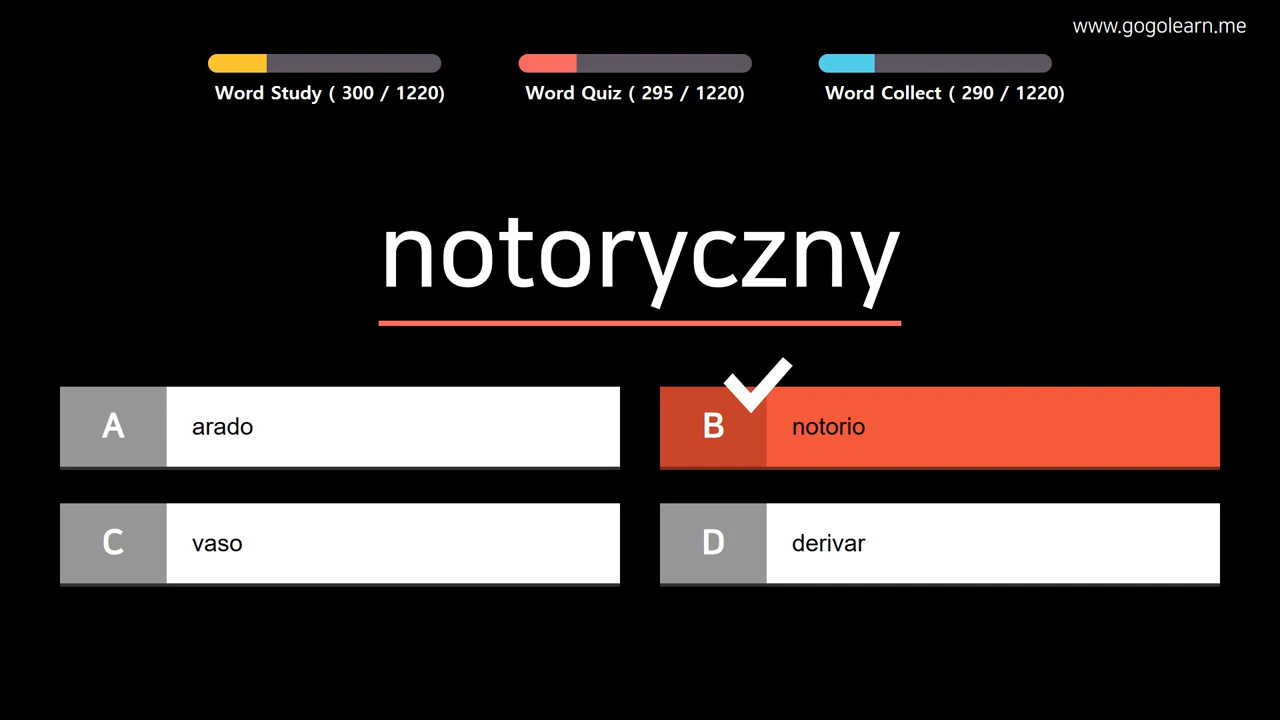 www.gogolearn.me
Word Study ( 300 / 1220)
Word Quiz ( 295 / 1220)
Word Collect ( 290 / 1220)
notoryczny
A arado
B notorio
C vaso
D derivar